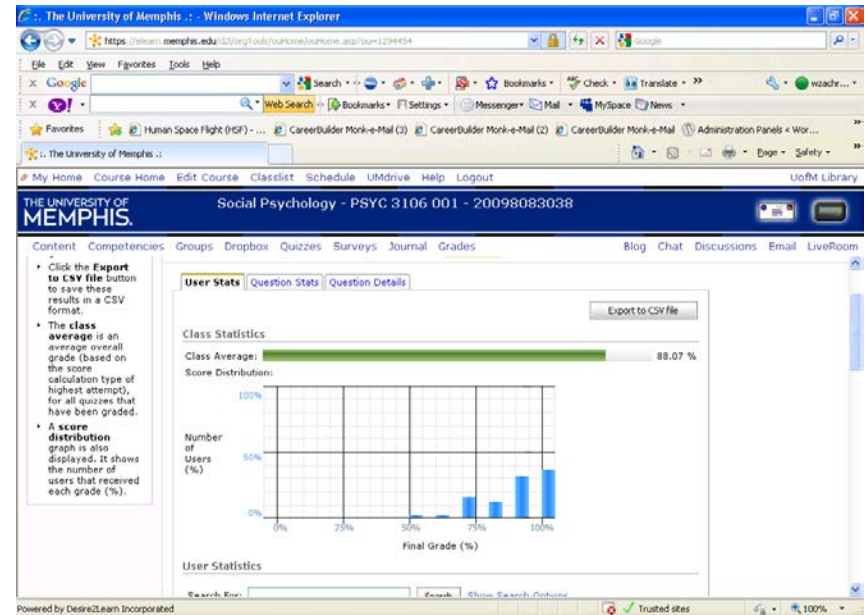 :. The University of Memphis .: - Windows Internet Explorer
https://elearn.memphis.edu/d2l/orgTools/ouHome/ouHome.asp?ou=1294454
Google
File Edit View Favorites Tools Help
x Google Search Bookmarks Check Translate
x Y! Web Search Bookmarks Settings Messenger Mail MySpace News
Favorites Human Space Flight (HSF) - ... CareerBuilder Monk-e-Mail (3) CareerBuilder Monk-e-Mail (2) CareerBuilder Monk-e-Mail Administration Panels < Wor...
:. The University of Memphis .: Page Safety
My Home Course Home Edit Course Classlist Schedule UMdrive Help Logout UofM Library
THE UNIVERSITY OF
MEMPHIS.
Social Psychology - PSYC 3106 001 - 20098083038
Content Competencies Groups Dropbox Quizzes Surveys Journal Grades Blog Chat Discussions Email LiveRoom
Click the Export
to CSV file button
to save these
results in a CSV
format.
The class
average is an
average overall
grade (based on
the score
calculation type of
highest attempt),
for all quizzes that
have been graded.
A score
distribution
graph is also
displayed. It shows
the number of
users that received
each grade (%).
User Stats Question Stats Question Details
Export to CSV file
Class Statistics
Class Average: 88.07 %
Score Distribution:
100%
Number
of
Users
(%)
50%
0%
0% 25% 50% 75% 100%
Final Grade (%)
User Statistics
Search For: Search Show Search Options
Powered by Desire2Learn Incorporated Trusted sites 100%